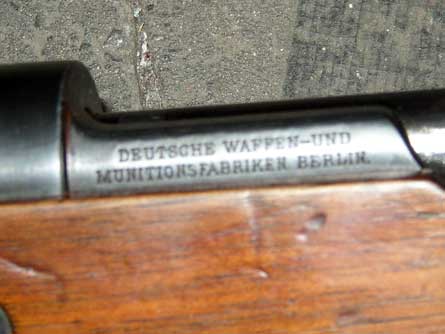 DEUTSCHE WAFFEN-UND
MUNITIONSFABRIKEN BERLIN.